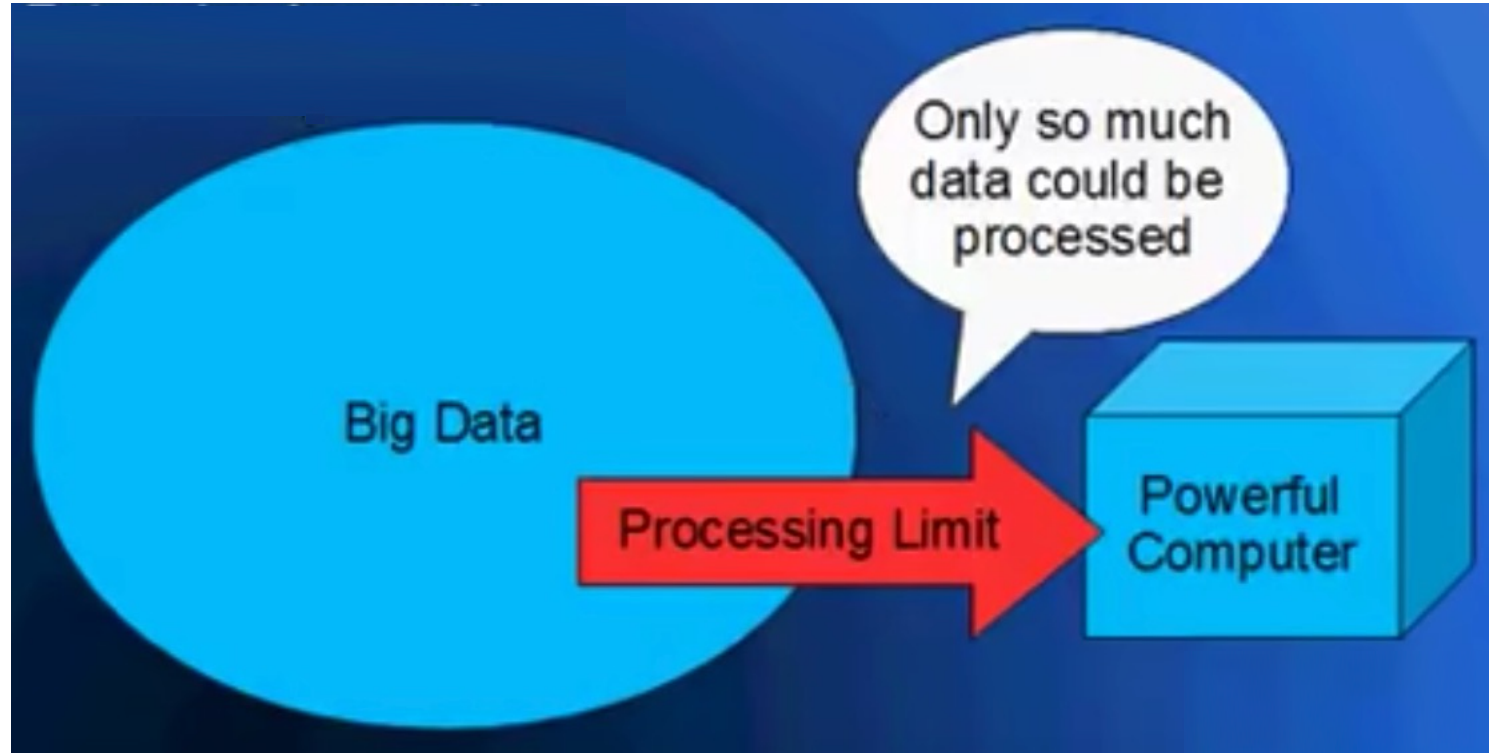 Only so much
data could be
processed
Big Data
Processing Limit
Powerful
Computer